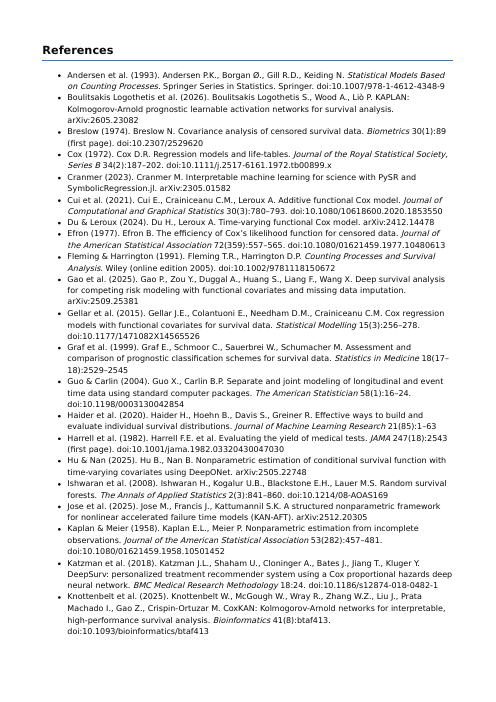 References
• Andersen et al. (1993). Andersen P.K., Borgan Ø., Gill R.D., Keiding N. Statistical Models Based
on Counting Processes. Springer Series in Statistics. Springer. doi:10.1007/978-1-4612-4348-9
• Boulitsakis Logothetis et al. (2026). Boulitsakis Logothetis S., Wood A., Liò P. KAPLAN:
Kolmogorov-Arnold prognostic learnable activation networks for survival analysis.
arXiv:2605.23082
• Breslow (1974). Breslow N. Covariance analysis of censored survival data. Biometrics 30(1):89
(first page). doi:10.2307/2529620
• Cox (1972). Cox D.R. Regression models and life-tables. Journal of the Royal Statistical Society,
Series B 34(2):187–202. doi:10.1111/j.2517-6161.1972.tb00899.x
• Cranmer (2023). Cranmer M. Interpretable machine learning for science with PySR and
SymbolicRegression.jl. arXiv:2305.01582
• Cui et al. (2021). Cui E., Crainiceanu C.M., Leroux A. Additive functional Cox model. Journal of
Computational and Graphical Statistics 30(3):780–793. doi:10.1080/10618600.2020.1853550
• Du & Leroux (2024). Du H., Leroux A. Time-varying functional Cox model. arXiv:2412.14478
• Efron (1977). Efron B. The efficiency of Cox's likelihood function for censored data. Journal of
the American Statistical Association 72(359):557–565. doi:10.1080/01621459.1977.10480613
• Fleming & Harrington (1991). Fleming T.R., Harrington D.P. Counting Processes and Survival
Analysis. Wiley (online edition 2005). doi:10.1002/9781118150672
• Gao et al. (2025). Gao P., Zou Y., Duggal A., Huang S., Liang F., Wang X. Deep survival analysis
for competing risk modeling with functional covariates and missing data imputation.
arXiv:2509.25381
• Gellar et al. (2015). Gellar J.E., Colantuoni E., Needham D.M., Crainiceanu C.M. Cox regression
models with functional covariates for survival data. Statistical Modelling 15(3):256–278.
doi:10.1177/1471082X14565526
• Graf et al. (1999). Graf E., Schmoor C., Sauerbrei W., Schumacher M. Assessment and
comparison of prognostic classification schemes for survival data. Statistics in Medicine 18(17–
18):2529–2545
• Guo & Carlin (2004). Guo X., Carlin B.P. Separate and joint modeling of longitudinal and event
time data using standard computer packages. The American Statistician 58(1):16–24.
doi:10.1198/0003130042854
• Haider et al. (2020). Haider H., Hoehn B., Davis S., Greiner R. Effective ways to build and
evaluate individual survival distributions. Journal of Machine Learning Research 21(85):1–63
• Harrell et al. (1982). Harrell F.E. et al. Evaluating the yield of medical tests. JAMA 247(18):2543
(first page). doi:10.1001/jama.1982.03320430047030
• Hu & Nan (2025). Hu B., Nan B. Nonparametric estimation of conditional survival function with
time-varying covariates using DeepONet. arXiv:2505.22748
• Ishwaran et al. (2008). Ishwaran H., Kogalur U.B., Blackstone E.H., Lauer M.S. Random survival
forests. The Annals of Applied Statistics 2(3):841–860. doi:10.1214/08-AOAS169
• Jose et al. (2025). Jose M., Francis J., Kattumannil S.K. A structured nonparametric framework
for nonlinear accelerated failure time models (KAN-AFT). arXiv:2512.20305
• Kaplan & Meier (1958). Kaplan E.L., Meier P. Nonparametric estimation from incomplete
observations. Journal of the American Statistical Association 53(282):457–481.
doi:10.1080/01621459.1958.10501452
• Katzman et al. (2018). Katzman J.L., Shaham U., Cloninger A., Bates J., Jiang T., Kluger Y.
DeepSurv: personalized treatment recommender system using a Cox proportional hazards deep
neural network. BMC Medical Research Methodology 18:24. doi:10.1186/s12874-018-0482-1
• Knottenbelt et al. (2025). Knottenbelt W., McGough W., Wray R., Zhang W.Z., Liu J., Prata
Machado I., Gao Z., Crispin-Ortuzar M. CoxKAN: Kolmogorov-Arnold networks for interpretable,
high-performance survival analysis. Bioinformatics 41(8):btaf413.
doi:10.1093/bioinformatics/btaf413